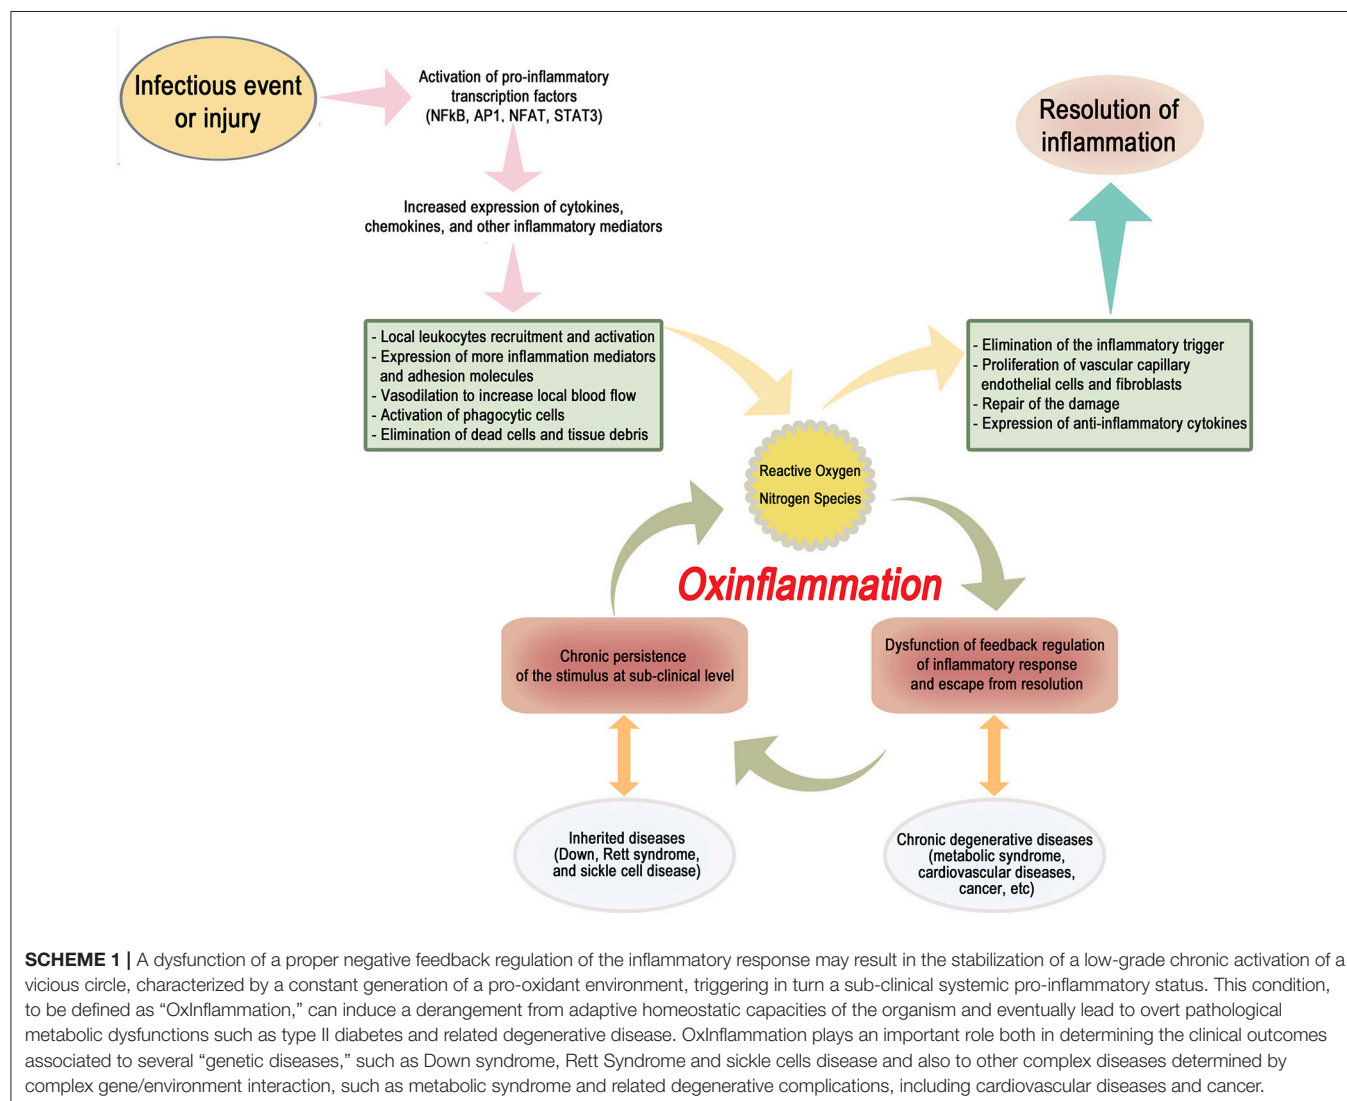 Infectious event
or injury
Activation of pro-inflammatory
transcription factors
(NFkB, AP1, NFAT, STAT3)
Increased expression of cytokines,
chemokines, and other inflammatory mediators
- Local leukocytes recruitment and activation
- Expression of more inflammation mediators
and adhesion molecules
- Vasodilation to increase local blood flow
- Activation of phagocytic cells
- Elimination of dead cells and tissue debris
Resolution of
inflammation
- Elimination of the inflammatory trigger
- Proliferation of vascular capillary
endothelial cells and fibroblasts
- Repair of the damage
- Expression of anti-inflammatory cytokines
Reactive Oxygen
Nitrogen Species
Oxinflammation
Chronic persistence
of the stimulus at sub-clinical level
Dysfunction of feedback regulation
of inflammatory response
and escape from resolution
Inherited diseases
(Down, Rett syndrome,
and sickle cell disease)
Chronic degenerative diseases
(metabolic syndrome,
cardiovascular diseases,
cancer, etc)
SCHEME 1 | A dysfunction of a proper negative feedback regulation of the inflammatory response may result in the stabilization of a low-grade chronic activation of a
vicious circle, characterized by a constant generation of a pro-oxidant environment, triggering in turn a sub-clinical systemic pro-inflammatory status. This condition,
to be defined as “OxInflammation,” can induce a derangement from adaptive homeostatic capacities of the organism and eventually lead to overt pathological
metabolic dysfunctions such as type II diabetes and related degenerative disease. OxInflammation plays an important role both in determining the clinical outcomes
associated to several “genetic diseases,” such as Down syndrome, Rett Syndrome and sickle cells disease and also to other complex diseases determined by
complex gene/environment interaction, such as metabolic syndrome and related degenerative complications, including cardiovascular diseases and cancer.